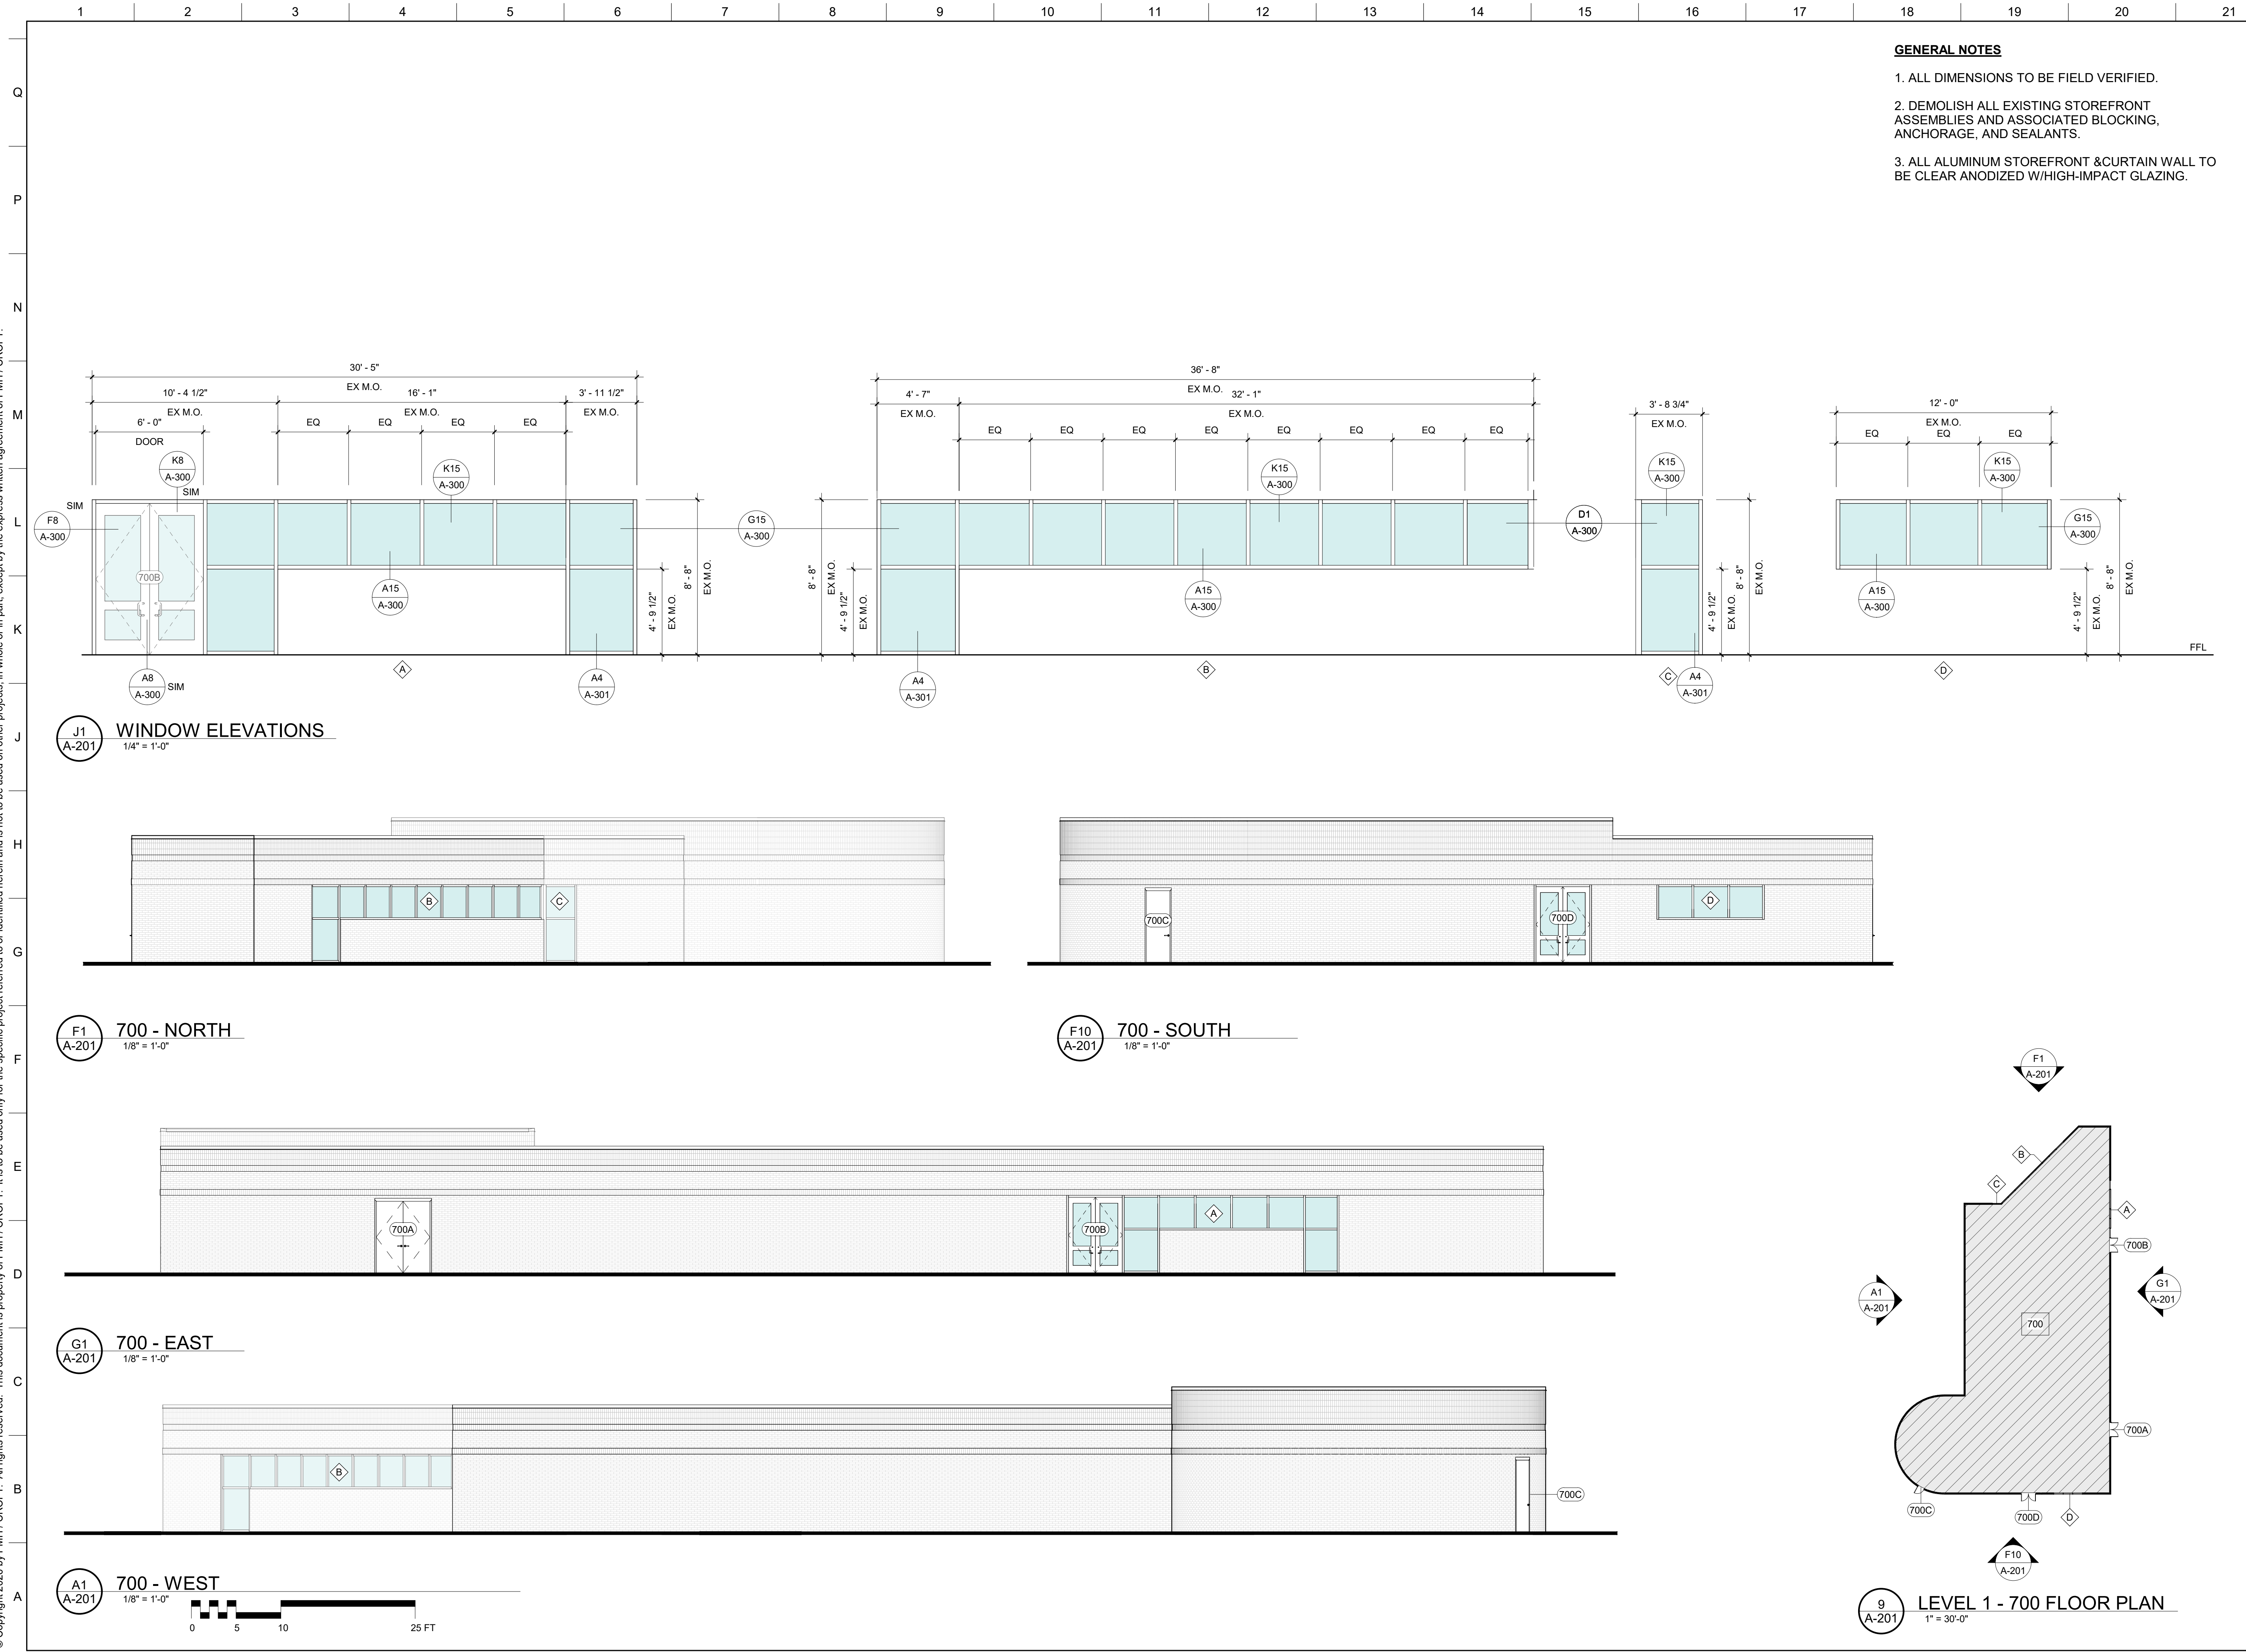 1 2 3 4 5 6 7 8 9 10 11 12 13 14 15 16 17 18 19 20 21
Q
P
N
M
L
K
J
H
G
F
E
D
C
B
A
GENERAL NOTES
1. ALL DIMENSIONS TO BE FIELD VERIFIED.
2. DEMOLISH ALL EXISTING STOREFRONT
ASSEMBLIES AND ASSOCIATED BLOCKING,
ANCHORAGE, AND SEALANTS.
3. ALL ALUMINUM STOREFRONT &CURTAIN WALL TO
BE CLEAR ANODIZED W/HIGH-IMPACT GLAZING.
30' - 5"
EX M.O.
10' - 4 1/2"
EX M.O.
16' - 1"
EX M.O.
3' - 11 1/2"
EX M.O.
6' - 0"
DOOR
EQ EQ EQ EQ
K8
A-300
SIM
K15
A-300
SIM
F8
A-300
700B
A15
A-300
G15
A-300
4' - 9 1/2"
EX M.O.
8' - 8"
EX M.O.
A8
A-300
SIM
A
A4
A-301
36' - 8"
EX M.O.
4' - 7"
EX M.O.
32' - 1"
EX M.O.
EQ EQ EQ EQ EQ EQ EQ EQ
K15
A-300
8' - 8"
EX M.O.
4' - 9 1/2"
EX M.O.
A15
A-300
D1
A-300
A4
A-301
B
3' - 8 3/4"
EX M.O.
K15
A-300
4' - 9 1/2"
EX M.O.
8' - 8"
EX M.O.
C
A4
A-301
12' - 0"
EX M.O.
EQ EQ EQ
K15
A-300
G15
A-300
A15
A-300
4' - 9 1/2"
EX M.O.
8' - 8"
EX M.O.
D
FFL
J1
A-201
WINDOW ELEVATIONS
1/4" = 1'-0"
B
C
F1
A-201
700 - NORTH
1/8" = 1'-0"
700C
700D
D
F10
A-201
700 - SOUTH
1/8" = 1'-0"
700A
700B
A
G1
A-201
700 - EAST
1/8" = 1'-0"
B
700C
A1
A-201
700 - WEST
1/8" = 1'-0"
0 5 10 25 FT
F1
A-201
B
C
A
700B
A1
A-201
G1
A-201
700
700A
700C
700D
D
F10
A-201
9
A-201
LEVEL 1 - 700 FLOOR PLAN
1" = 30'-0"